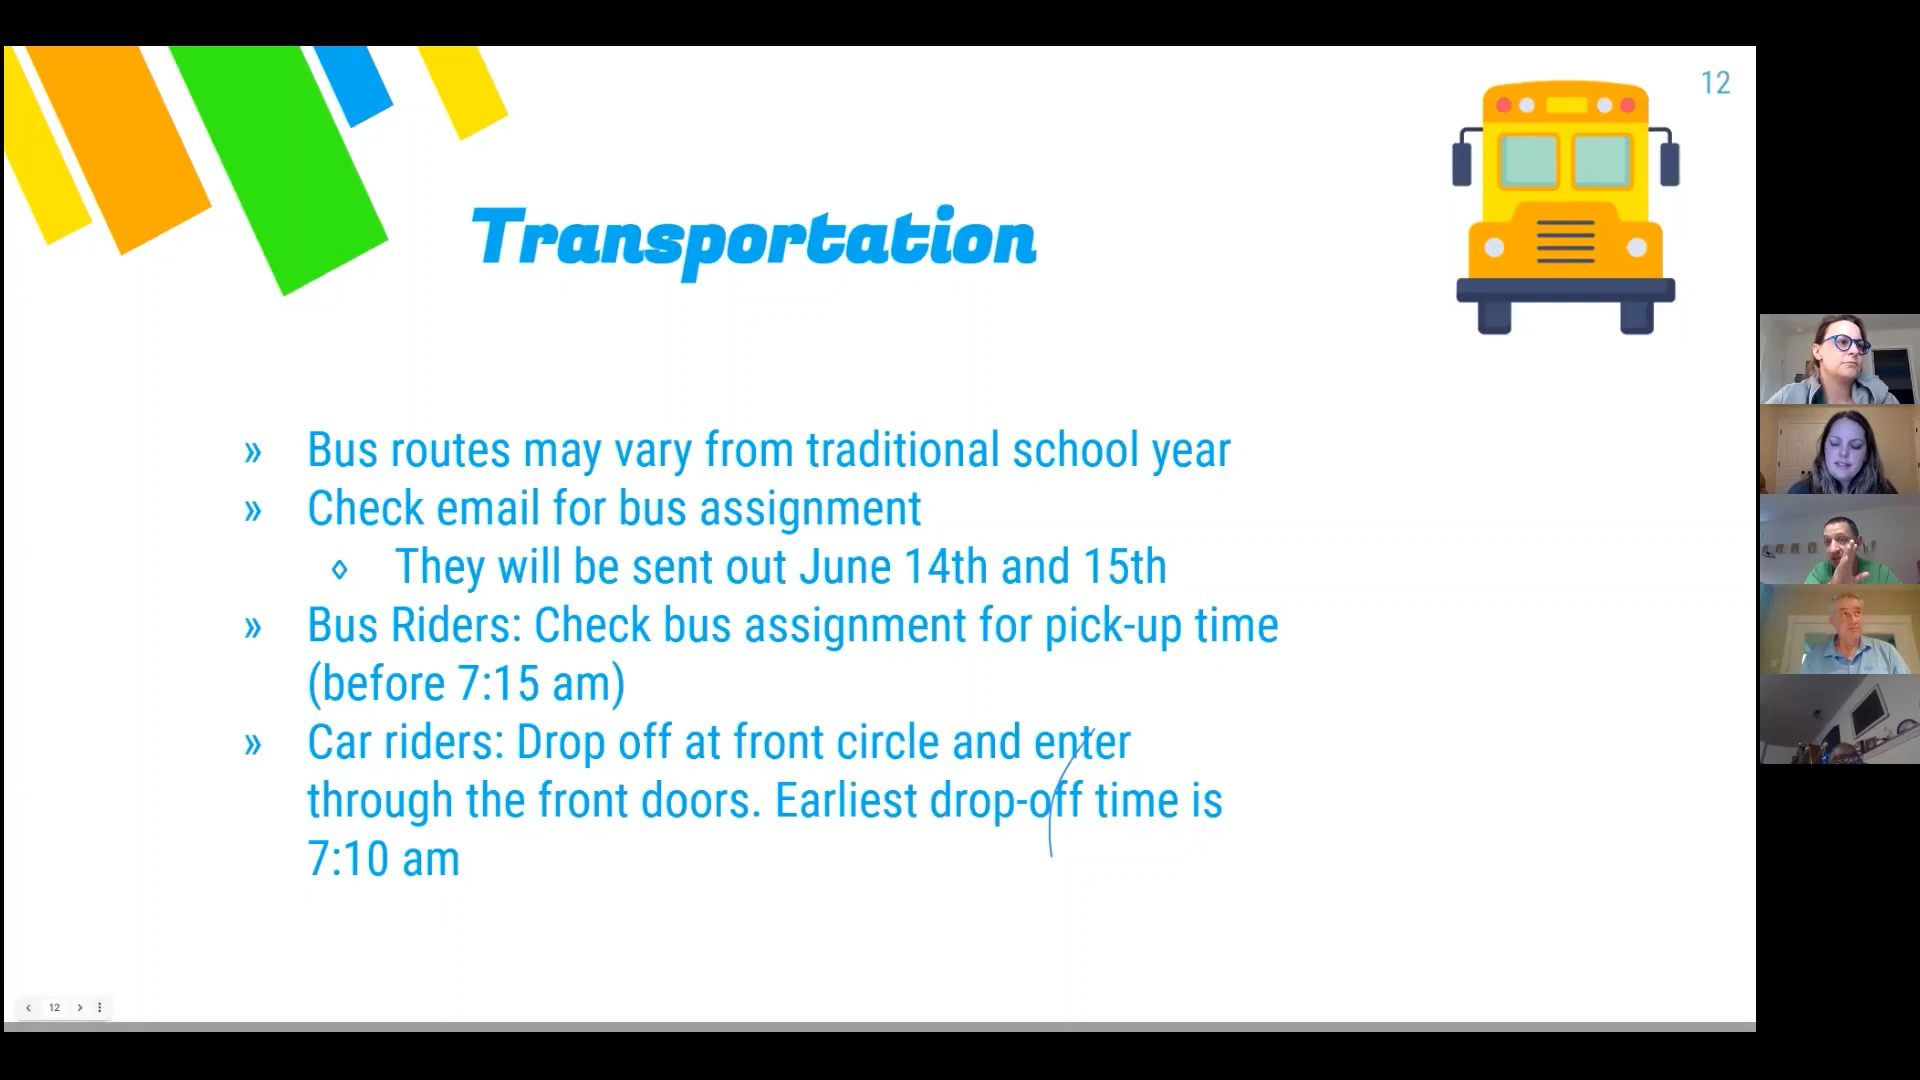 12
Transportation
» Bus routes may vary from traditional school year
» Check email for bus assignment
◊ They will be sent out June 14th and 15th
» Bus Riders: Check bus assignment for pick-up time
(before 7:15 am)
» Car riders: Drop off at front circle and enter
through the front doors. Earliest drop-off time is
7:10 am
12